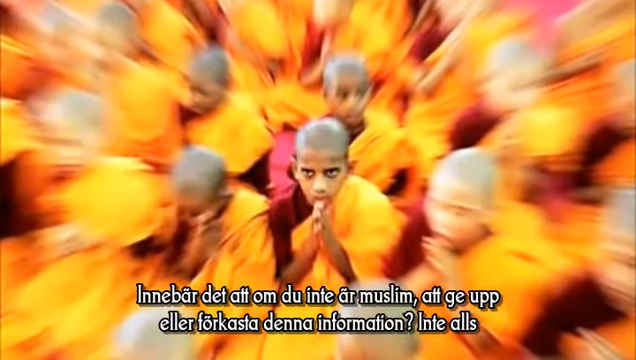 Innebär det att om du inte är muslim, att ge upp
eller förkasta denna information? Inte alls